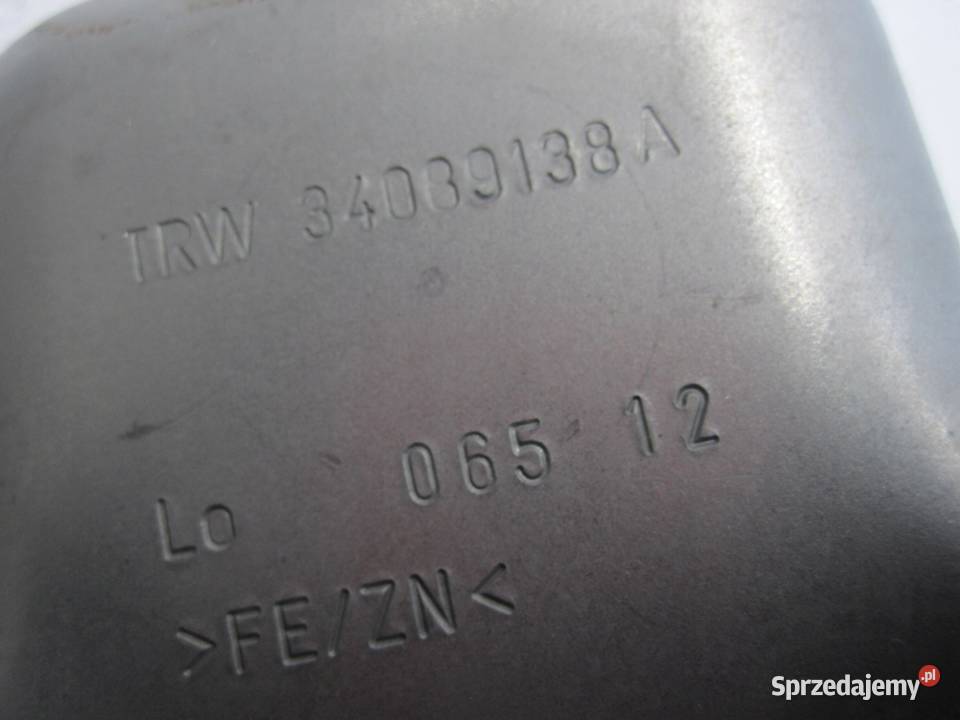 TRW 34089138A
Lo 065 12
>FE/ZN<
Sprzedajemy.pl